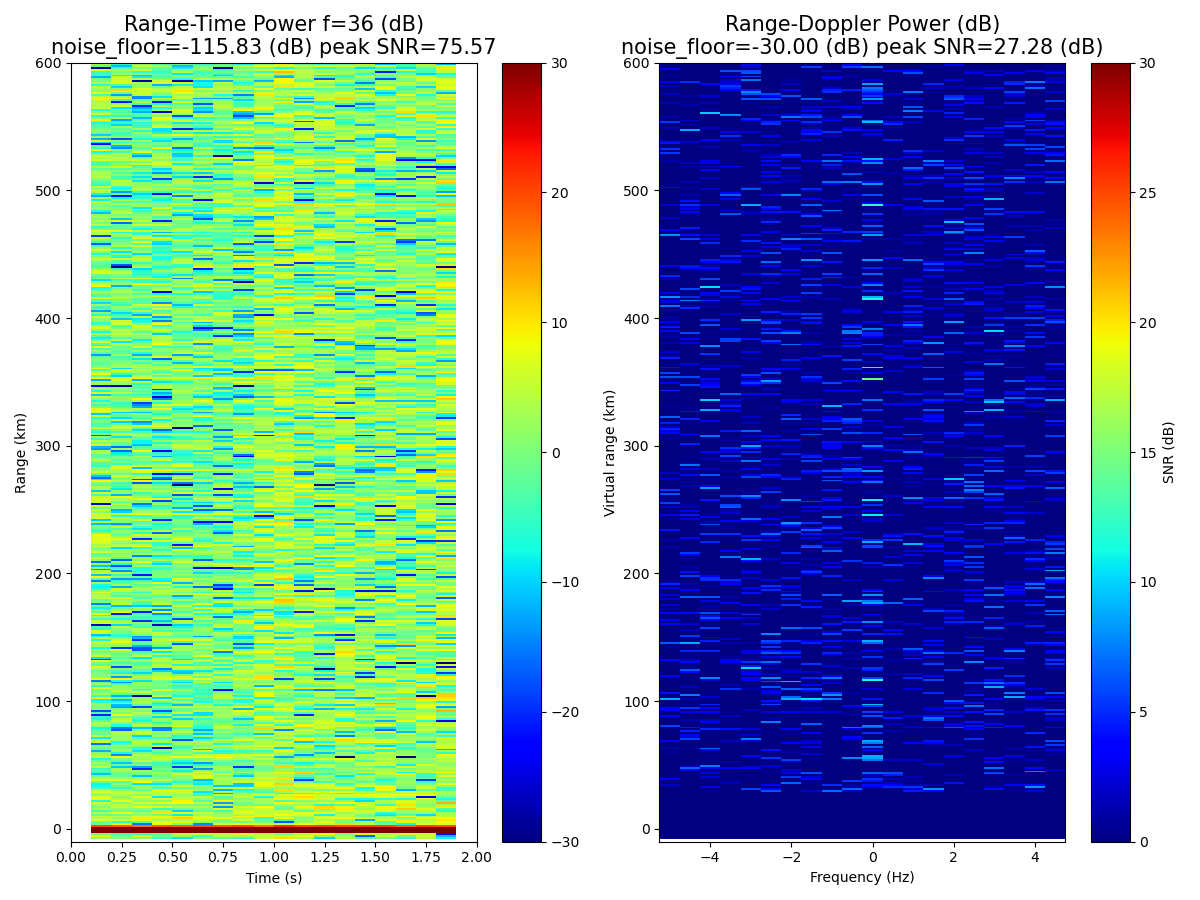 Range-Time Power f=36 (dB)
noise_floor=-115.83 (dB) peak SNR=75.57
600
500
400
300
200
100
0
Range (km)
0.00 0.25 0.50 0.75 1.00 1.25 1.50 1.75 2.00
Time (s)
30
20
10
0
−10
−20
−30
Range-Doppler Power (dB)
noise_floor=-30.00 (dB) peak SNR=27.28 (dB)
600
500
400
300
200
100
0
Virtual range (km)
−4 −2 0 2 4
Frequency (Hz)
30
25
20
15
10
5
0
SNR (dB)